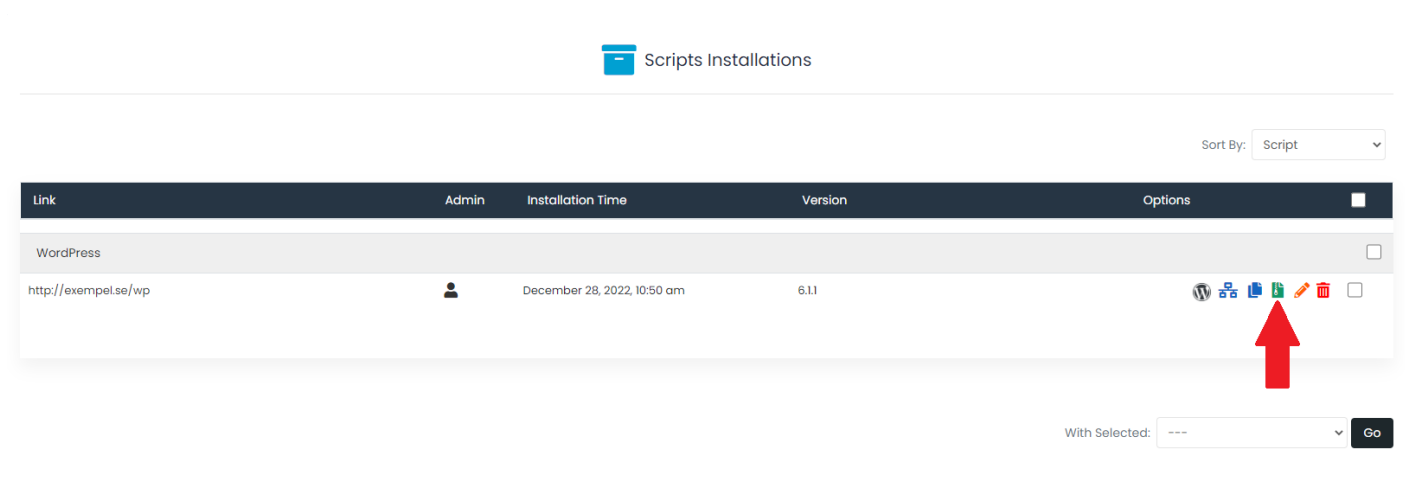 Scripts Installations
Sort By: Script
Link Admin Installation Time Version Options
WordPress
http://exempel.se/wp December 28, 2022, 10:50 am 6.1.1
With Selected: --- Go